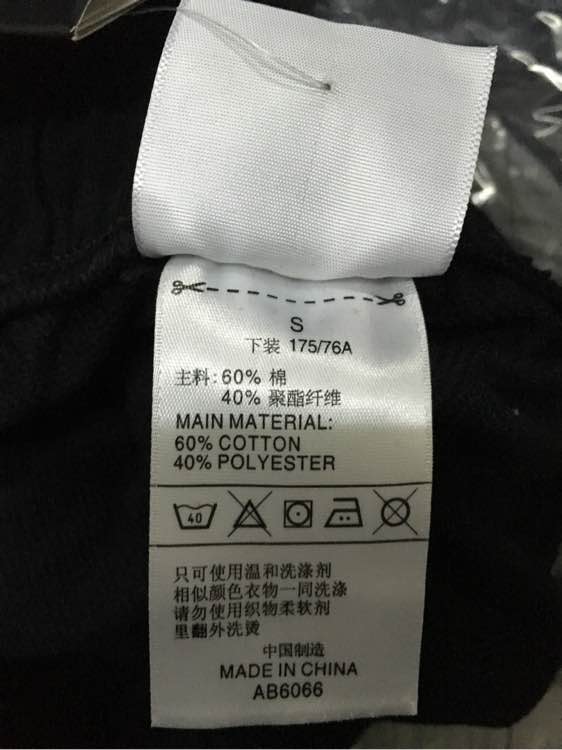 S
下装 175/76A
主料: 60% 棉
40% 聚酯纤维
MAIN MATERIAL:
60% COTTON
40% POLYESTER
40
只可使用温和洗涤剂
相似颜色衣物一同洗涤
请勿使用织物柔软剂
里翻外洗烫
中国制造
MADE IN CHINA
AB6066